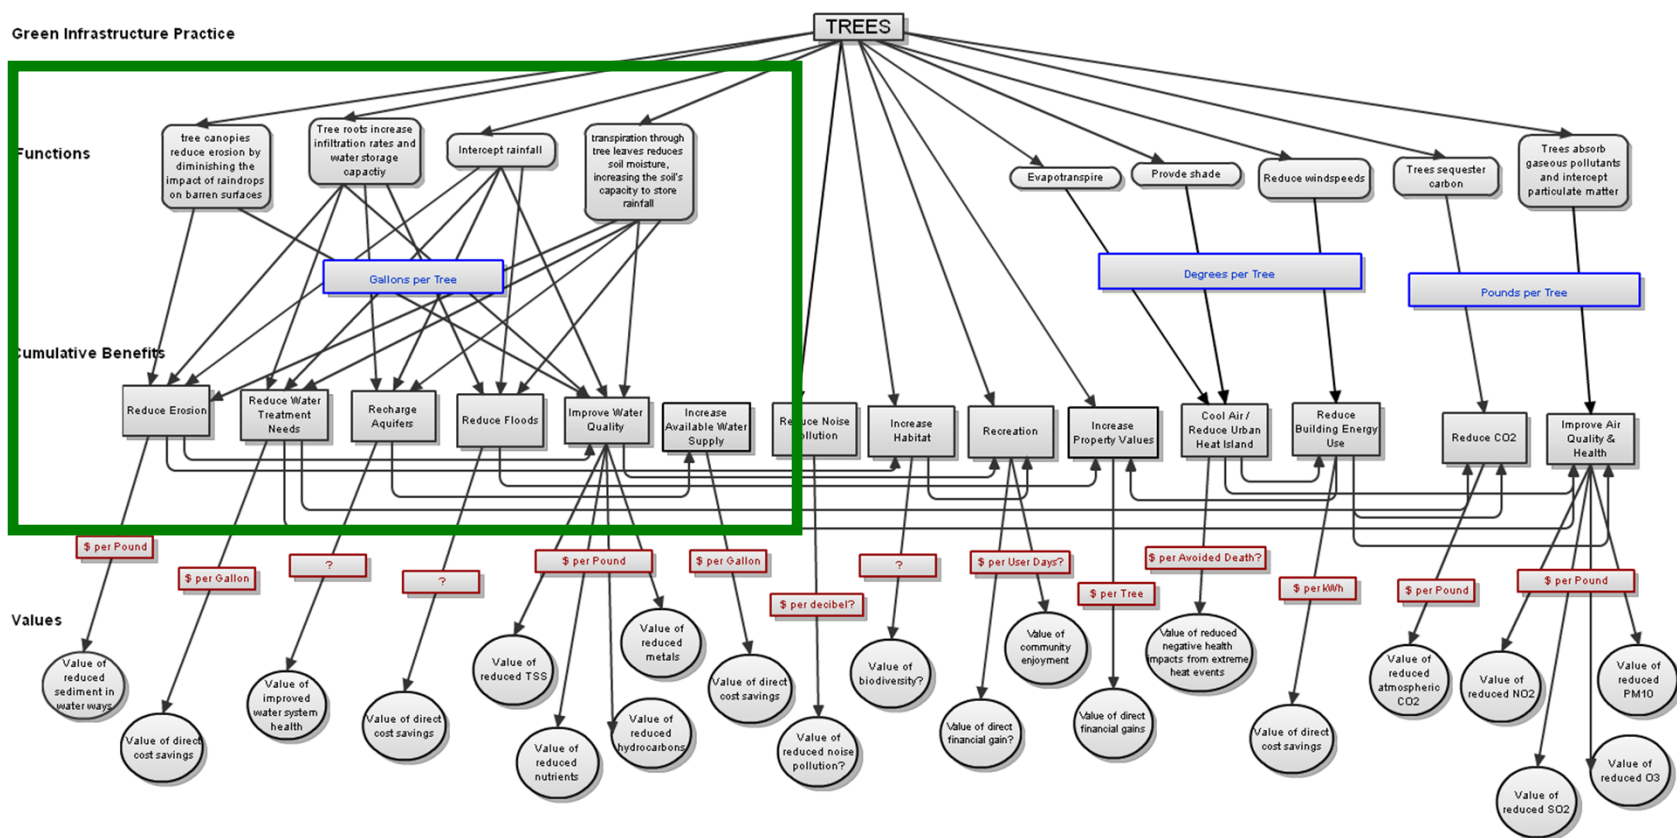 TREES
Green Infrastructure Practice
Functions
tree canopies
reduce erosion by
diminishing the
impact of raindrops
on barren surfaces
Tree roots increase
infiltration rates and
water storage
capactiy
Intercept rainfall
transpiration through
tree leaves reduces
soil moisture,
increasing the soil's
capacity to store
rainfall
Evapotranspire
Provde shade
Reduce windspeeds
Trees sequester
carbon
Trees absorb
gaseous pollutants
and intercept
particulate matter
Gallons per Tree
Degrees per Tree
Pounds per Tree
Cumulative Benefits
Reduce Erosion
Reduce Water
Treatment
Needs
Recharge
Aquifers
Reduce Floods
Improve Water
Quality
Increase
Available Water
Supply
Reduce Noise
Pollution
Increase
Habitat
Recreation
Increase
Property Values
Cool Air /
Reduce Urban
Heat Island
Reduce
Building Energy
Use
Reduce CO2
Improve Air
Quality &
Health
$ per Pound
$ per Gallon
?
?
$ per Pound
$ per Gallon
$ per decibel?
?
$ per User Days?
$ per Tree
$ per Avoided Death?
$ per kWh
$ per Pound
$ per Pound
Values
Value of
reduced
sediment in
water ways
Value of direct
cost savings
Value of
improved
water system
health
Value of direct
cost savings
Value of
reduced TSS
Value of
reduced
nutrients
Value of
reduced
hydrocarbons
Value of
reduced
metals
Value of direct
cost savings
Value of
reduced noise
pollution?
Value of
biodiversity?
Value of direct
financial gain?
Value of
community
enjoyment
Value of direct
financial gains
Value of reduced
negative health
impacts from extreme
heat events
Value of direct
cost savings
Value of
reduced
atmospheric
CO2
Value of
reduced NO2
Value of
reduced SO2
Value of
reduced O3
Value of
reduced
PM10